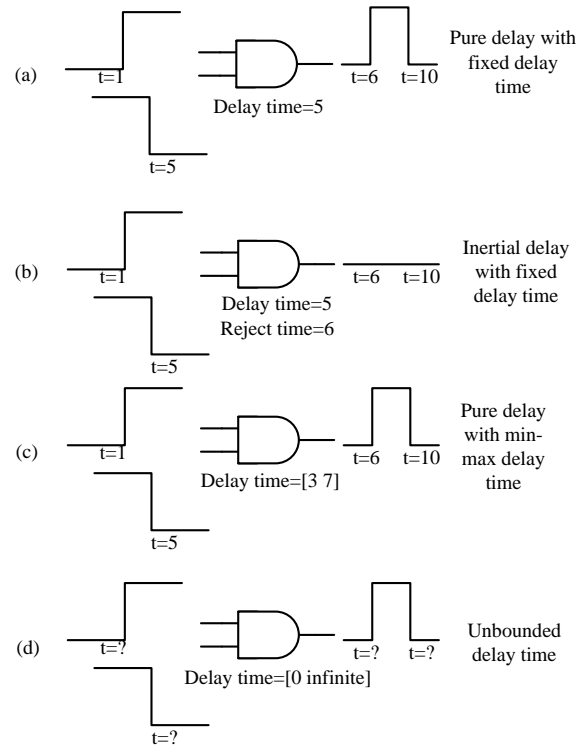 (a)
t=1
t=5
Delay time=5
t=6
t=10
Pure delay with
fixed delay
time
(b)
t=1
t=5
Delay time=5
Reject time=6
t=6
t=10
Inertial delay
with fixed
delay time
(c)
t=1
t=5
Delay time=[3 7]
t=6
t=10
Pure delay
with min-
max delay
time
(d)
t=?
t=?
Delay time=[0 infinite]
t=?
t=?
Unbounded
delay time